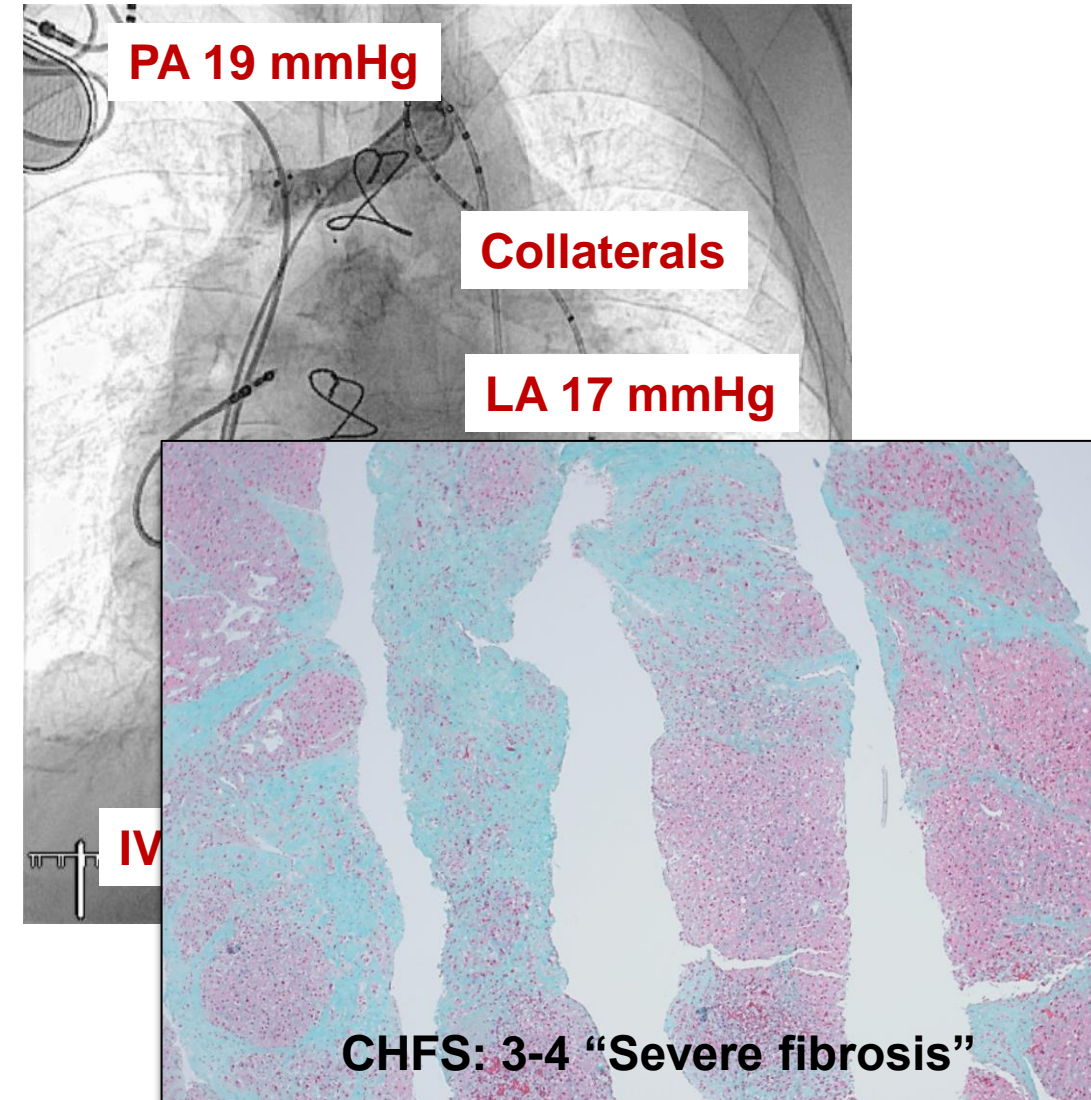 PA 19 mmHg
Collaterals
LA 17 mmHg
IV
CHFS: 3-4 “Severe fibrosis”